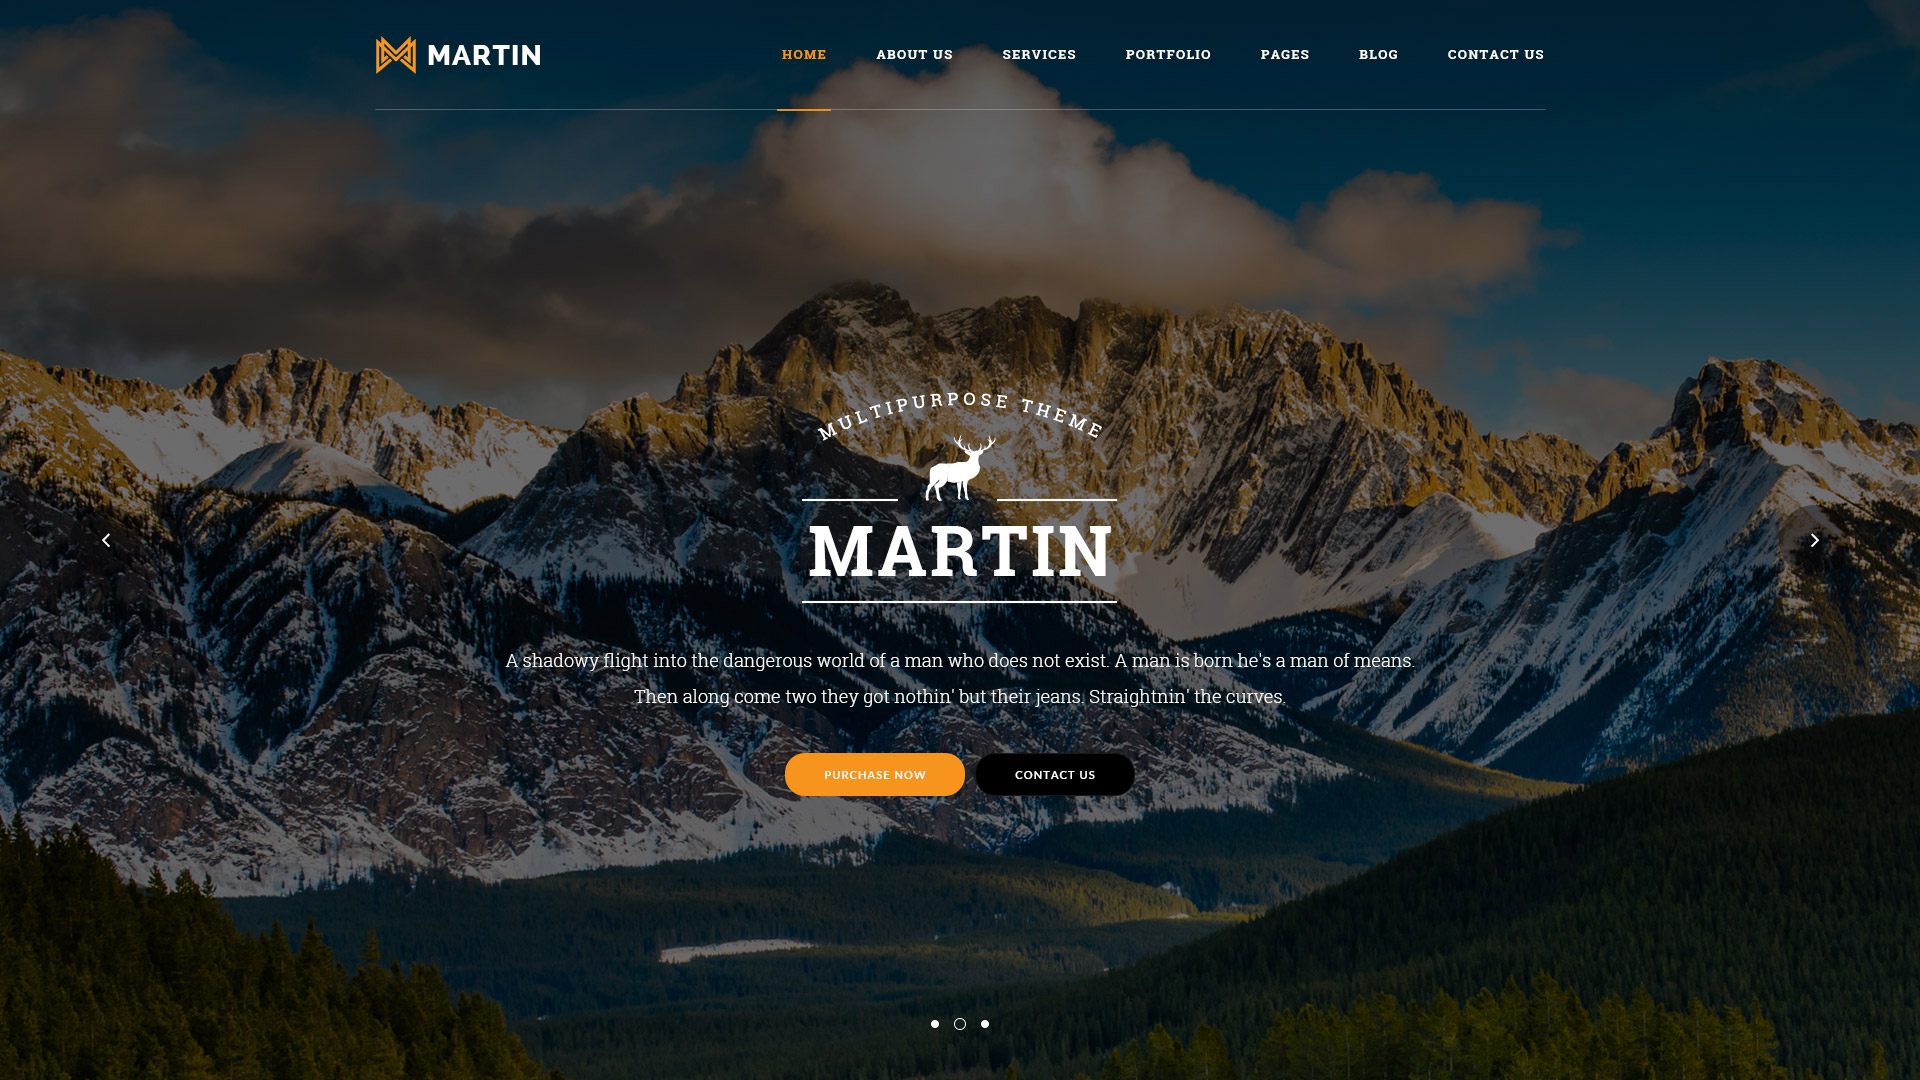 MARTIN
HOME ABOUT US SERVICES PORTFOLIO PAGES BLOG CONTACT US
MULTIPURPOSE THEME
MARTIN
A shadowy flight into the dangerous world of a man who does not exist. A man is born he's a man of means.
Then along come two they got nothin' but their jeans. Straightnin' the curves.
PURCHASE NOW CONTACT US